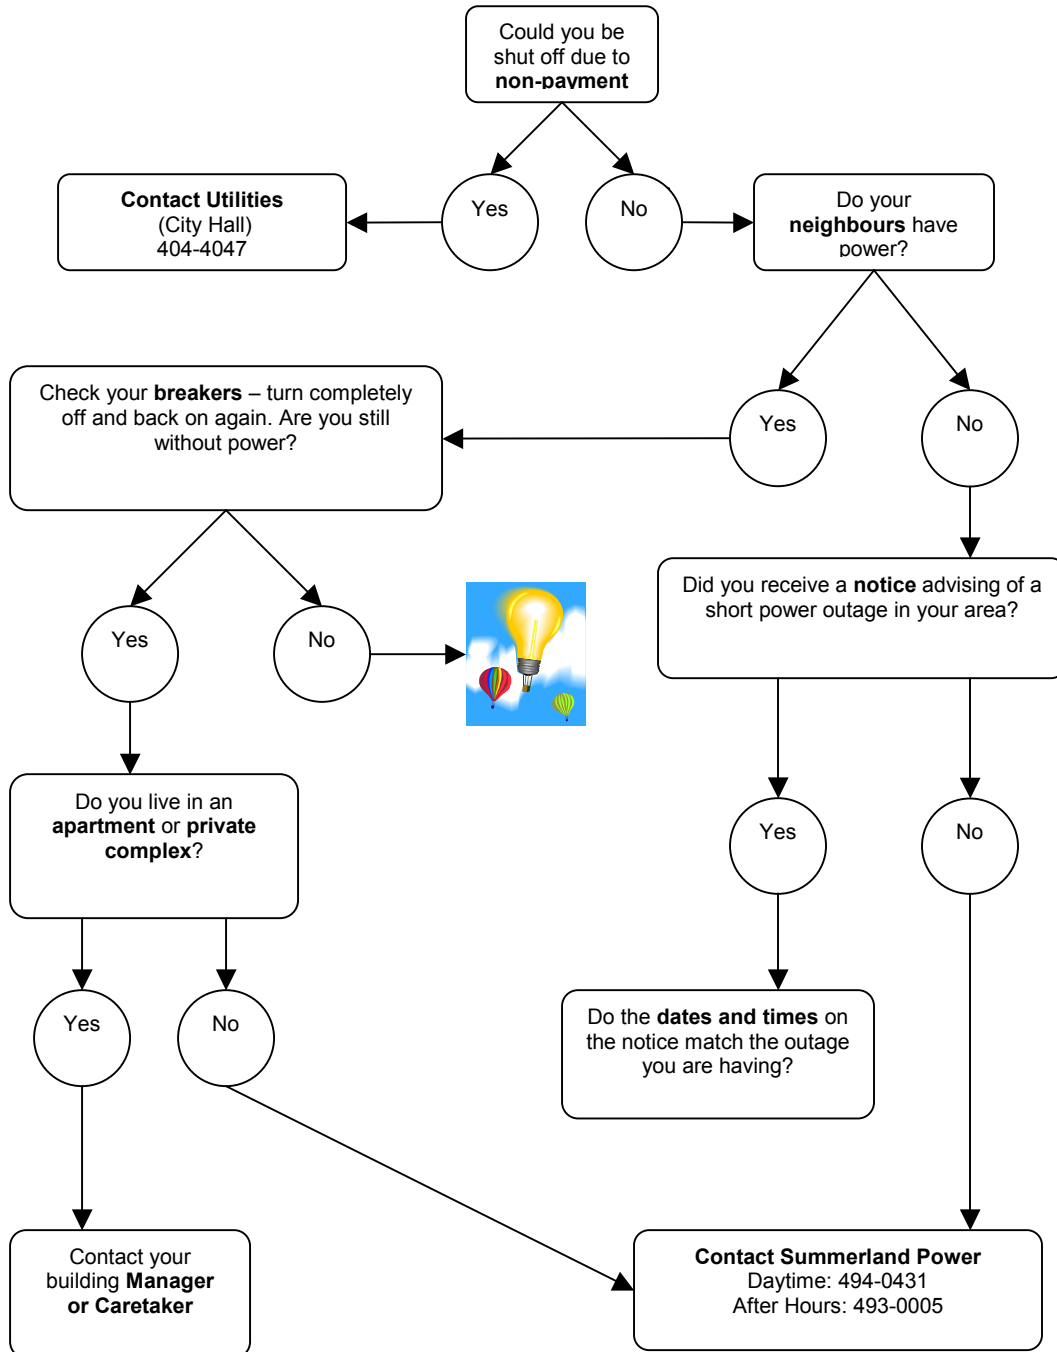 Could you be
shut off due to
non-payment
Contact Utilities
(City Hall)
404-4047
Yes
No
Do your
neighbours have
power?
Check your breakers – turn completely
off and back on again. Are you still
without power?
Yes
No
Did you receive a notice advising of a
short power outage in your area?
Yes
No
Do you live in an
apartment or private
complex?
Yes
No
Yes
No
Do the dates and times on
the notice match the outage
you are having?
Contact your
building Manager
or Caretaker
Contact Summerland Power
Daytime: 494-0431
After Hours: 493-0005